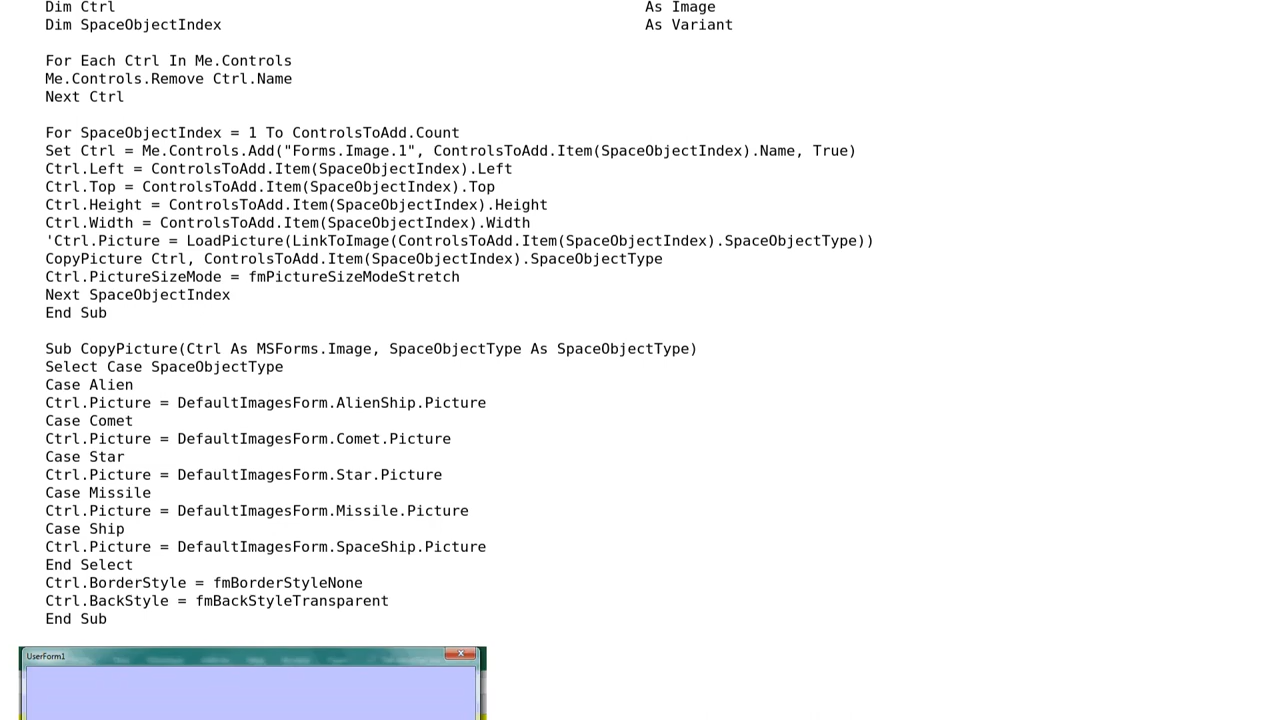 Dim Ctrl As Image
Dim SpaceObjectIndex As Variant
For Each Ctrl In Me.Controls
Me.Controls.Remove Ctrl.Name
Next Ctrl
For SpaceObjectIndex = 1 To ControlsToAdd.Count
Set Ctrl = Me.Controls.Add("Forms.Image.1", ControlsToAdd.Item(SpaceObjectIndex).Name, True)
Ctrl.Left = ControlsToAdd.Item(SpaceObjectIndex).Left
Ctrl.Top = ControlsToAdd.Item(SpaceObjectIndex).Top
Ctrl.Height = ControlsToAdd.Item(SpaceObjectIndex).Height
Ctrl.Width = ControlsToAdd.Item(SpaceObjectIndex).Width
'Ctrl.Picture = LoadPicture(LinkToImage(ControlsToAdd.Item(SpaceObjectIndex).SpaceObjectType))
CopyPicture Ctrl, ControlsToAdd.Item(SpaceObjectIndex).SpaceObjectType
Ctrl.PictureSizeMode = fmPictureSizeModeStretch
Next SpaceObjectIndex
End Sub
Sub CopyPicture(Ctrl As MSForms.Image, SpaceObjectType As SpaceObjectType)
Select Case SpaceObjectType
Case Alien
Ctrl.Picture = DefaultImagesForm.AlienShip.Picture
Case Comet
Ctrl.Picture = DefaultImagesForm.Comet.Picture
Case Star
Ctrl.Picture = DefaultImagesForm.Star.Picture
Case Missile
Ctrl.Picture = DefaultImagesForm.Missile.Picture
Case Ship
Ctrl.Picture = DefaultImagesForm.SpaceShip.Picture
End Select
Ctrl.BorderStyle = fmBorderStyleNone
Ctrl.BackStyle = fmBackStyleTransparent
End Sub
UserForm1